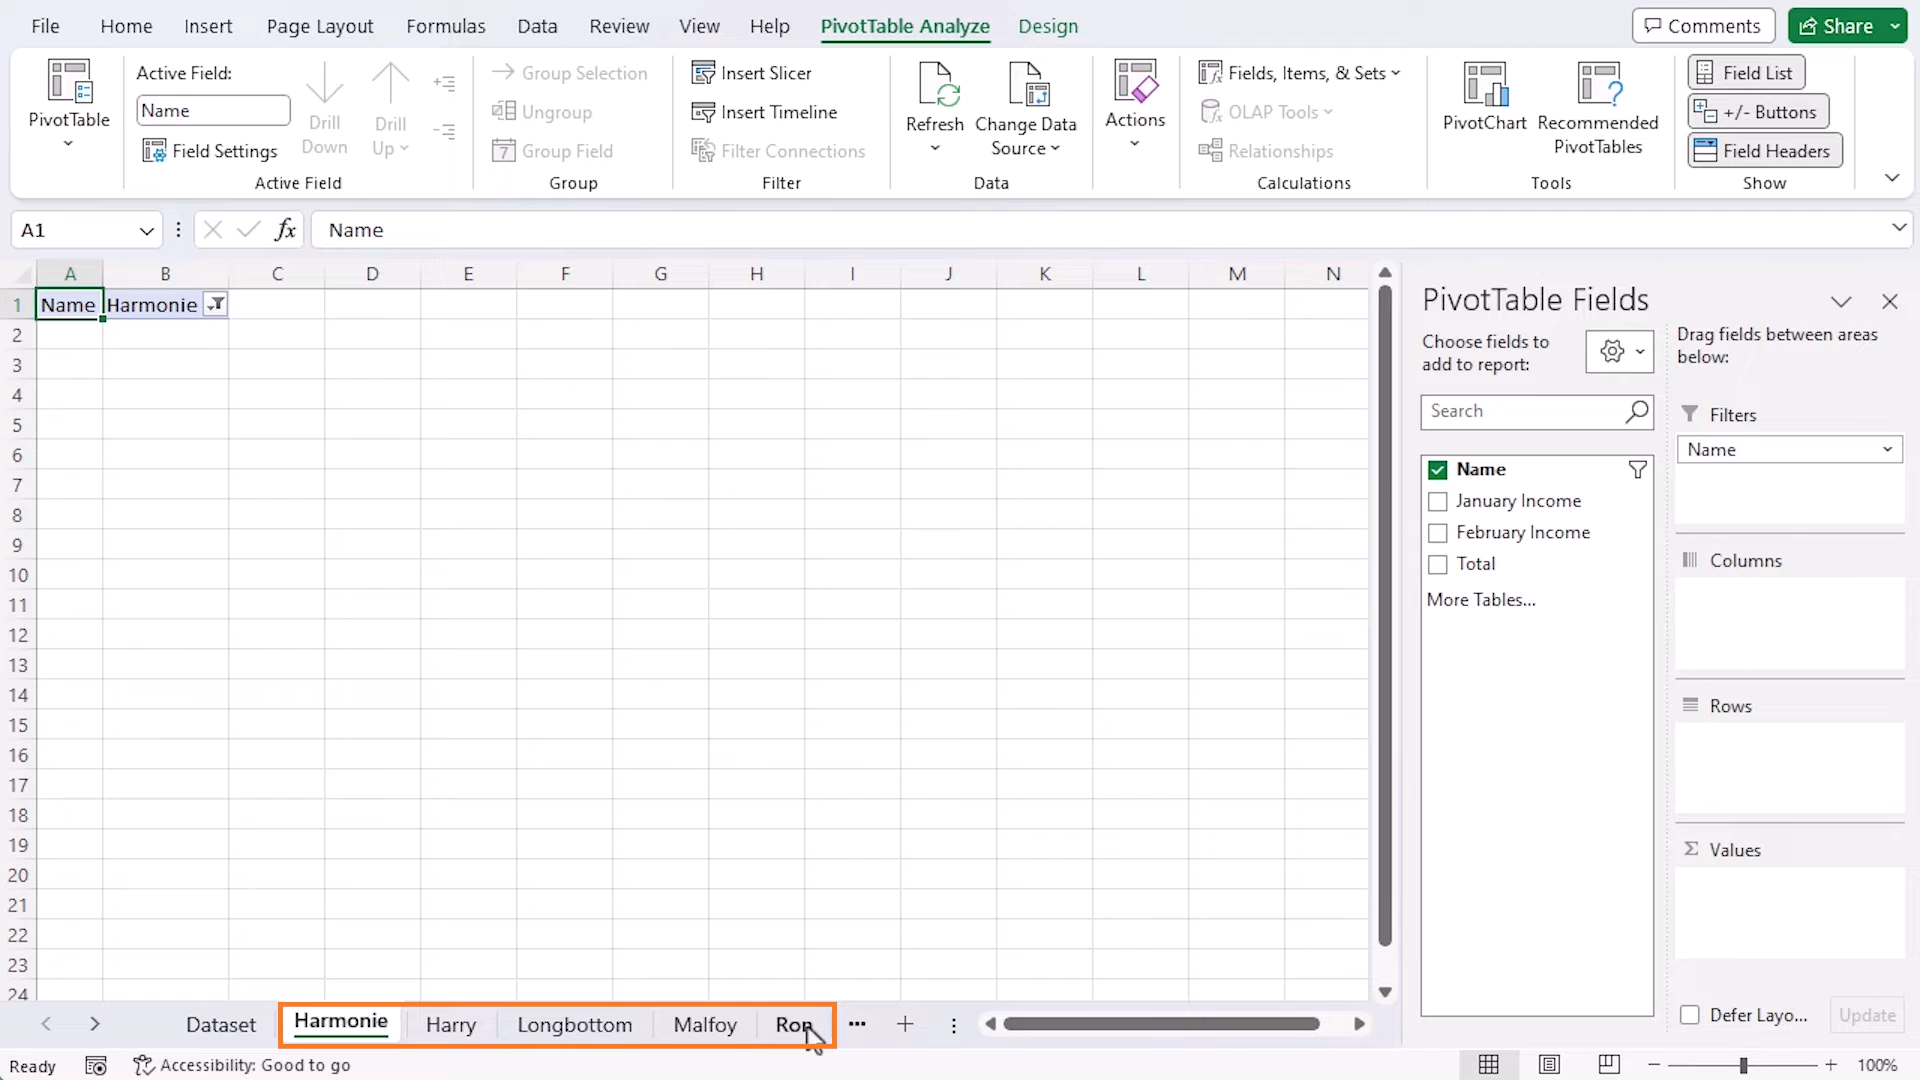 File Home Insert Page Layout Formulas Data Review View Help PivotTable Analyze Design Comments Share
PivotTable
Active Field:
Name
Field Settings
Drill
Down
Drill
Up
Active Field
Group Selection
Ungroup
7 Group Field
Group
Insert Slicer
Insert Timeline
Filter Connections
Filter
Refresh
Change Data
Source
Data
Actions
Fields, Items, & Sets
OLAP Tools
Relationships
Calculations
PivotChart
Recommended
PivotTables
Tools
Field List
+/- Buttons
Field Headers
Show
A1 fx Name
A B C D E F G H I J K L M N
1 Name Harmonie
2
3
4
5
6
7
8
9
10
11
12
13
14
15
16
17
18
19
20
21
22
23
24
PivotTable Fields
Choose fields to
add to report:
Search
Name
January Income
February Income
Total
More Tables...
Drag fields between areas
below:
Filters
Name
Columns
Rows
Σ Values
Defer Layo... Update
Dataset Harmonie Harry Longbottom Malfoy Ron ...
Ready Accessibility: Good to go 100%